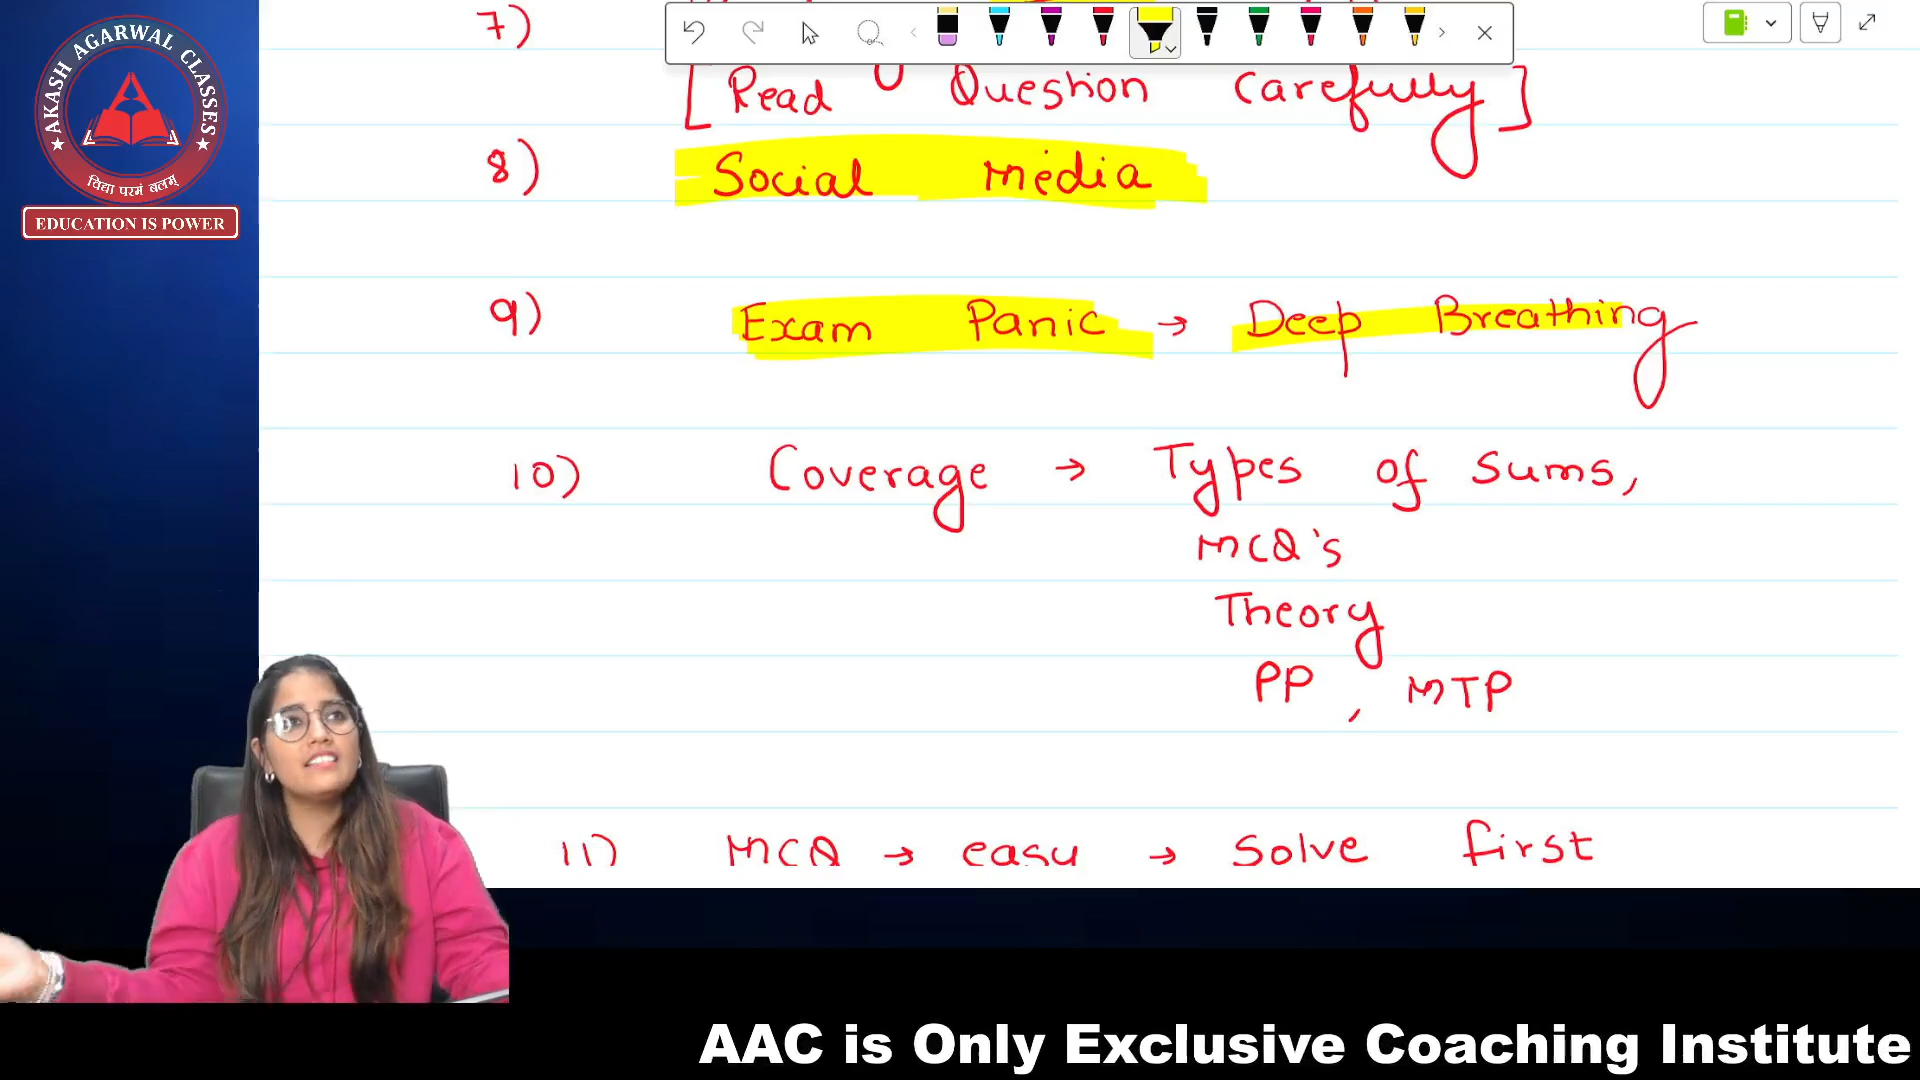 AKASH AGARWAL CLASSES
विद्या परमं बलम्
EDUCATION IS POWER
7)
[Read Question Carefully]
8) Social Media
9) Exam Panic → Deep Breathing
10) Coverage → Types of Sums,
MCQ's
Theory
PP, MTP
11) MCQ → easy → Solve first
AAC is Only Exclusive Coaching Institute